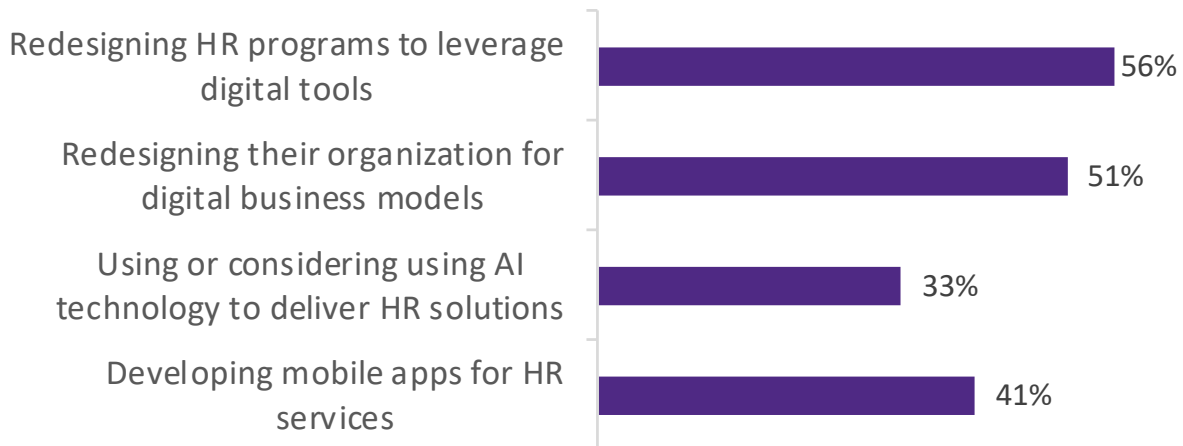 Redesigning HR programs to leverage
digital tools
56%
Redesigning their organization for
digital business models
51%
Using or considering using AI
technology to deliver HR solutions
33%
Developing mobile apps for HR
services
41%